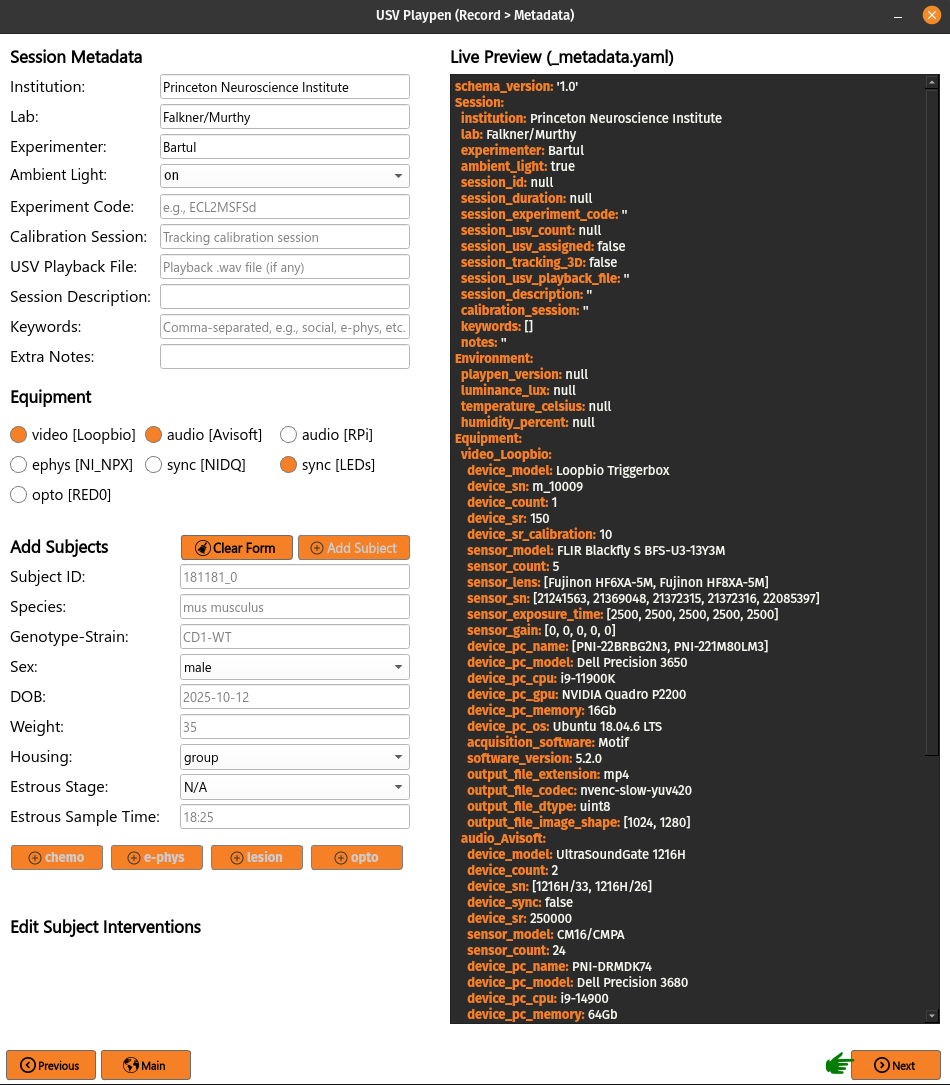 USV Playpen (Record > Metadata)
Session Metadata
Institution: Princeton Neuroscience Institute
Lab: Falkner/Murthy
Experimenter: Bartul
Ambient Light: on
Experiment Code: e.g., ECL2MSFSd
Calibration Session: Tracking calibration session
USV Playback File: Playback .wav file (if any)
Session Description:
Keywords: Comma-separated, e.g., social, e-phys, etc.
Extra Notes:
Equipment
video [Loopbio] audio [Avisoft] audio [RPi]
ephys [NI_NPX] sync [NIDQ] sync [LEDs]
opto [RED0]
Add Subjects Clear Form Add Subject
Subject ID: 181181_0
Species: mus musculus
Genotype-Strain: CD1-WT
Sex: male
DOB: 2025-10-12
Weight: 35
Housing: group
Estrous Stage: N/A
Estrous Sample Time: 18:25
chemo e-phys lesion opto
Edit Subject Interventions
Live Preview (_metadata.yaml)
schema_version: '1.0'
Session:
institution: Princeton Neuroscience Institute
lab: Falkner/Murthy
experimenter: Bartul
ambient_light: true
session_id: null
session_duration: null
session_experiment_code: ''
session_usv_count: null
session_usv_assigned: false
session_tracking_3D: false
session_usv_playback_file: ''
session_description: ''
calibration_session: ''
keywords: []
notes: ''
Environment:
playpen_version: null
luminance_lux: null
temperature_celsius: null
humidity_percent: null
Equipment:
video_Loopbio:
device_model: Loopbio Triggerbox
device_sn: m_10009
device_count: 1
device_sr: 150
device_sr_calibration: 10
sensor_model: FLIR Blackfly S BFS-U3-13Y3M
sensor_count: 5
sensor_lens: [Fujinon HF6XA-5M, Fujinon HF8XA-5M]
sensor_sn: [21241563, 21369048, 21372315, 21372316, 22085397]
sensor_exposure_time: [2500, 2500, 2500, 2500, 2500]
sensor_gain: [0, 0, 0, 0, 0]
device_pc_name: [PNI-22BRBG2N3, PNI-221M80LM3]
device_pc_model: Dell Precision 3650
device_pc_cpu: i9-11900K
device_pc_gpu: NVIDIA Quadro P2200
device_pc_memory: 16Gb
device_pc_os: Ubuntu 18.04.6 LTS
acquisition_software: Motif
software_version: 5.2.0
output_file_extension: mp4
output_file_codec: nvenc-slow-yuv420
output_file_dtype: uint8
output_file_image_shape: [1024, 1280]
audio_Avisoft:
device_model: UltraSoundGate 1216H
device_count: 2
device_sn: [1216H/33, 1216H/26]
device_sync: false
device_sr: 250000
sensor_model: CM16/CMPA
sensor_count: 24
device_pc_name: PNI-DRMDK74
device_pc_model: Dell Precision 3680
device_pc_cpu: i9-14900
device_pc_memory: 64Gb
Previous Main Next